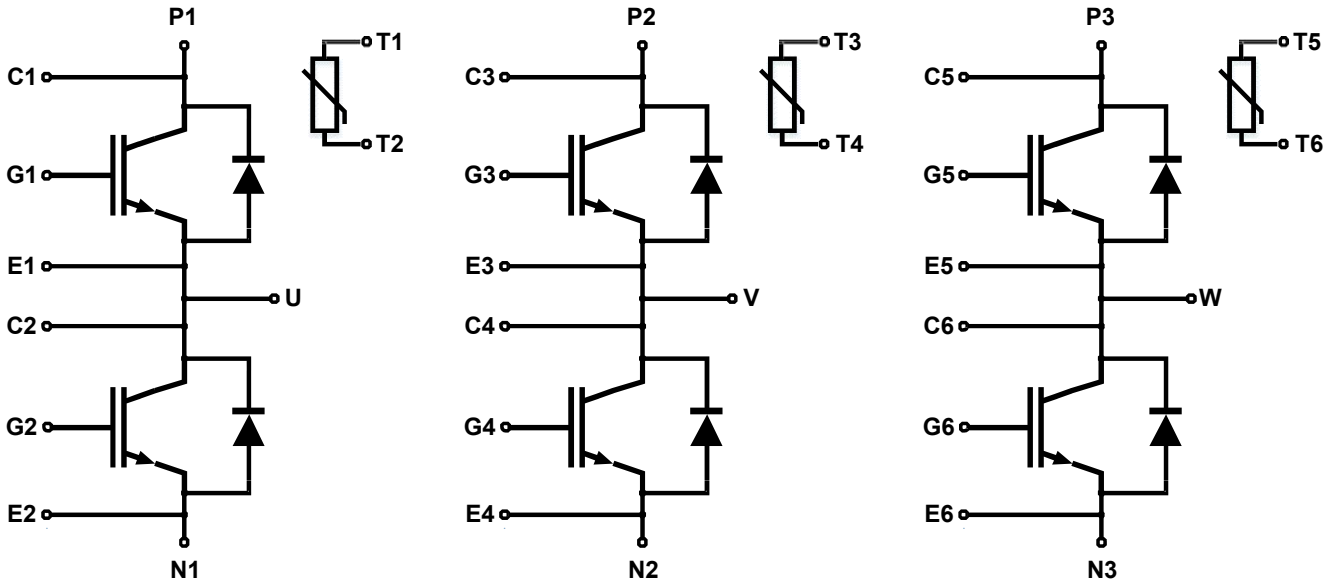 P1 P2 P3
T1 T3 T5
C1 C3 C5
T2 T4 T6
G1 G3 G5
E1 E3 E5
U V W
C2 C4 C6
G2 G4 G6
E2 E4 E6
N1 N2 N3